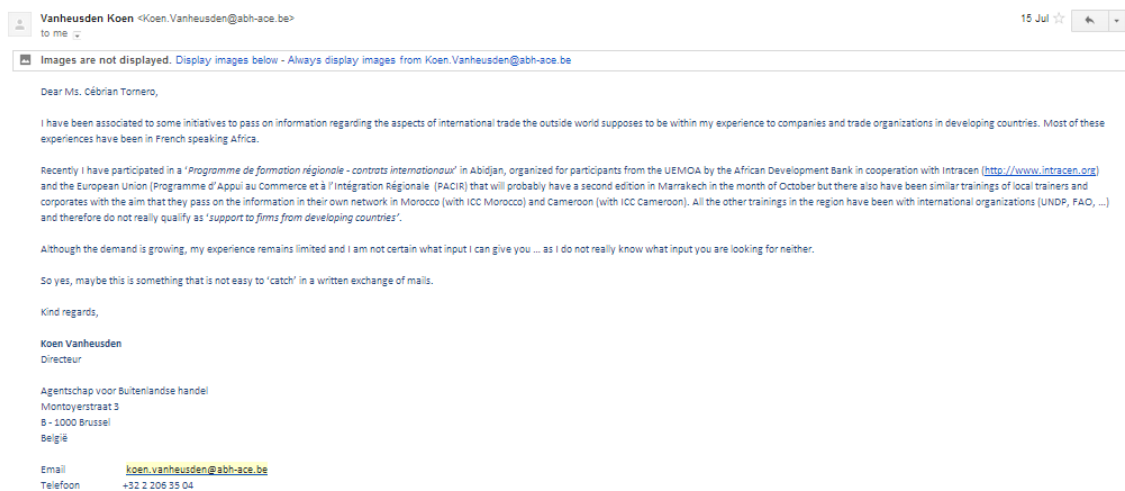 Vanheusden Koen <Koen.Vanheusden@abh-ace.be>
15 Jul
to me
Images are not displayed. Display images below - Always display images from Koen.Vanheusden@abh-ace.be
Dear Ms. Cébrian Tornero,
I have been associated to some initiatives to pass on information regarding the aspects of international trade the outside world supposes to be within my experience to companies and trade organizations in developing countries. Most of these
experiences have been in French speaking Africa.
Recently I have participated in a ‘Programme de formation régionale - contrats internationaux’ in Abidjan, organized for participants from the UEMOA by the African Development Bank in cooperation with Intracen (http://www.intracen.org)
and the European Union (Programme d’Appui au Commerce et à l’Intégration Régionale (PACIR) that will probably have a second edition in Marrakech in the month of October but there also have been similar trainings of local trainers and
corporates with the aim that they pass on the information in their own network in Morocco (with ICC Morocco) and Cameroon (with ICC Cameroon). All the other trainings in the region have been with international organizations (UNDP, FAO, ...)
and therefore do not really qualify as ‘support to firms from developing countries’.
Although the demand is growing, my experience remains limited and I am not certain what input I can give you ... as I do not really know what input you are looking for neither.
So yes, maybe this is something that is not easy to ‘catch’ in a written exchange of mails.
Kind regards,
Koen Vanheusden
Directeur
Agentschap voor Buitenlandse handel
Montoyerstraat 3
B - 1000 Brussel
België
Email koen.vanheusden@abh-ace.be
Telefoon +32 2 206 35 04